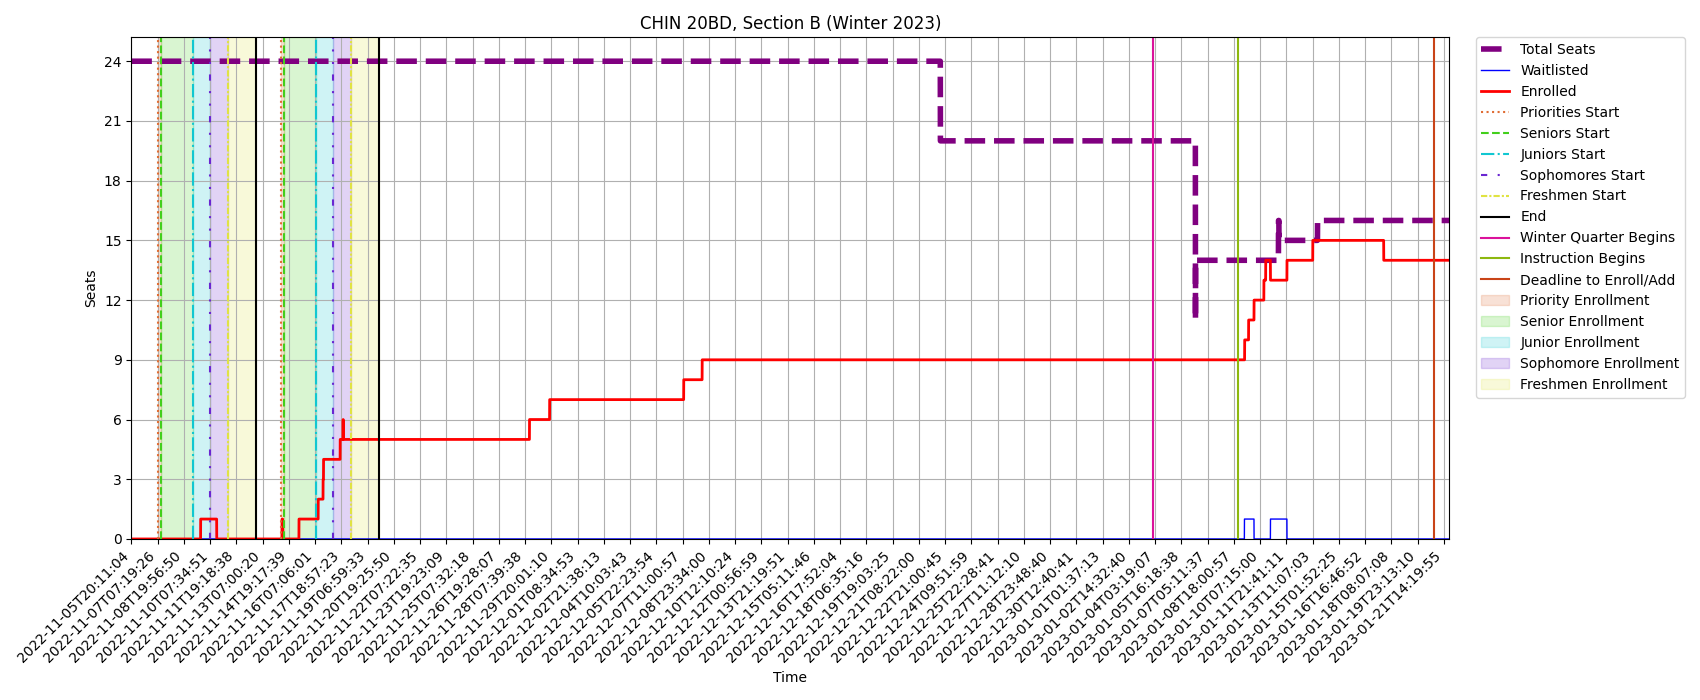 CHIN 20BD, Section B (Winter 2023)
24
21
18
15
12
9
6
3
0
Seats
2022-11-05T20:11:04
2022-11-07T07:19:26
2022-11-08T19:56:50
2022-11-10T07:34:51
2022-11-11T19:18:38
2022-11-13T07:00:20
2022-11-14T19:17:39
2022-11-16T07:06:01
2022-11-17T18:57:23
2022-11-19T06:59:33
2022-11-20T19:25:50
2022-11-22T07:22:35
2022-11-23T19:23:09
2022-11-25T07:32:18
2022-11-26T19:28:07
2022-11-28T07:39:38
2022-11-29T20:01:10
2022-12-01T08:34:53
2022-12-02T21:38:13
2022-12-04T10:03:43
2022-12-05T22:23:54
2022-12-07T11:00:57
2022-12-08T23:34:00
2022-12-10T12:10:24
2022-12-12T00:56:59
2022-12-13T13:19:51
2022-12-15T05:11:46
2022-12-16T17:52:04
2022-12-18T06:35:16
2022-12-19T19:03:25
2022-12-21T08:22:00
2022-12-22T21:00:45
2022-12-24T09:51:59
2022-12-25T22:28:41
2022-12-27T11:12:10
2022-12-28T23:48:40
2022-12-30T12:40:41
2023-01-01T01:37:13
2023-01-02T14:32:40
2023-01-04T03:19:07
2023-01-05T16:18:38
2023-01-07T05:11:37
2023-01-08T18:00:57
2023-01-10T07:15:00
2023-01-11T21:41:11
2023-01-13T11:07:03
2023-01-15T01:52:25
2023-01-16T16:46:52
2023-01-18T08:07:08
2023-01-19T23:13:10
2023-01-21T14:19:55
Time
Total Seats
Waitlisted
Enrolled
Priorities Start
Seniors Start
Juniors Start
Sophomores Start
Freshmen Start
End
Winter Quarter Begins
Instruction Begins
Deadline to Enroll/Add
Priority Enrollment
Senior Enrollment
Junior Enrollment
Sophomore Enrollment
Freshmen Enrollment